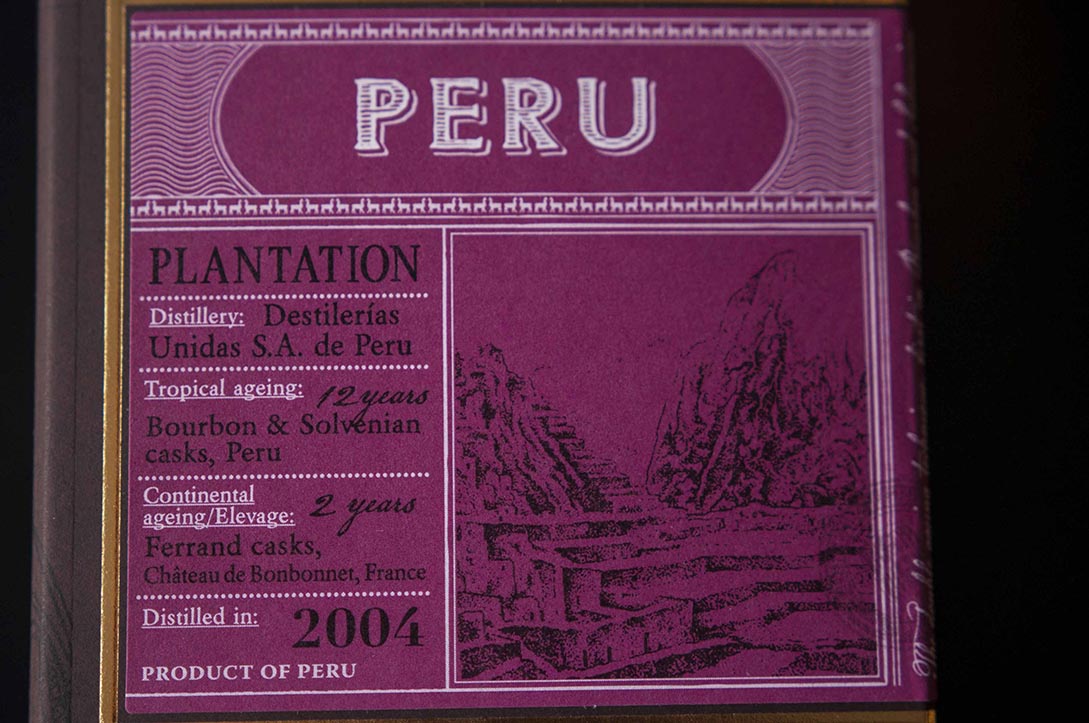 PERU
PLANTATION
Distillery: Destilerías
Unidas S.A. de Peru
Tropical ageing: 12 years
Bourbon & Solvenian
casks, Peru
Continental
ageing/Elevage: 2 years
Ferrand casks,
Château de Bonbonnet, France
Distilled in: 2004
PRODUCT OF PERU